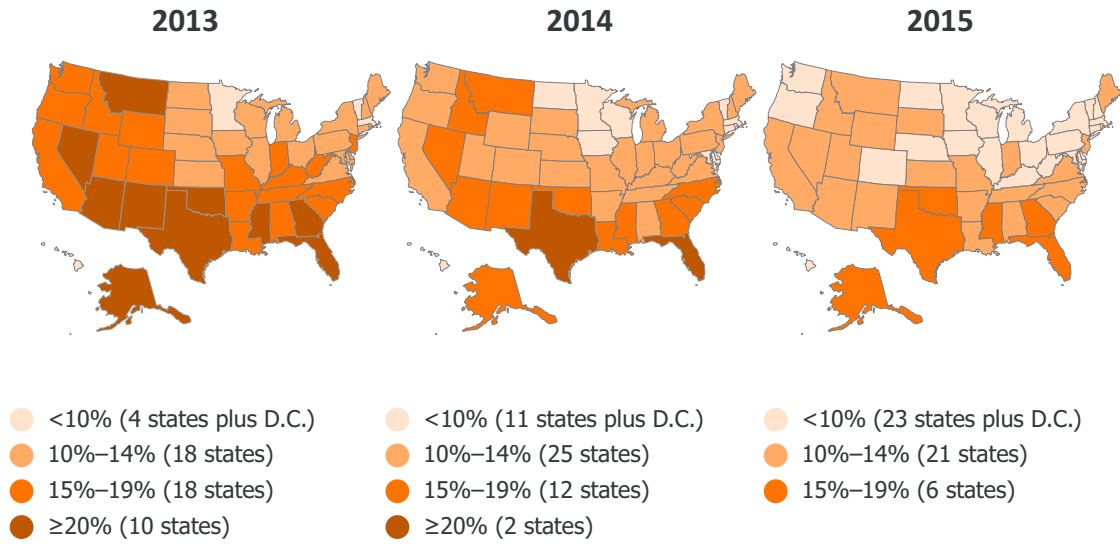 2013
2014
2015
<10% (4 states plus D.C.)
10%–14% (18 states)
15%–19% (18 states)
≥20% (10 states)
<10% (11 states plus D.C.)
10%–14% (25 states)
15%–19% (12 states)
≥20% (2 states)
<10% (23 states plus D.C.)
10%–14% (21 states)
15%–19% (6 states)